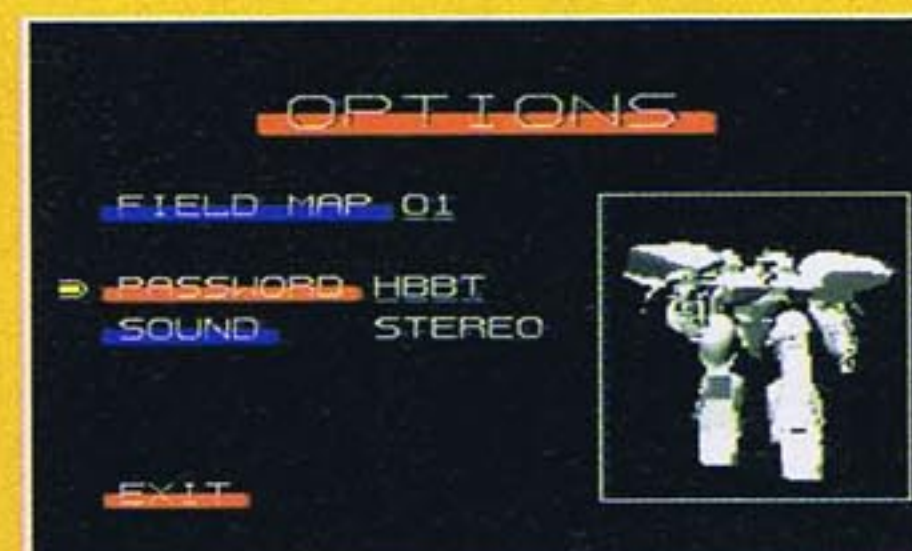 OPTIONS
FIELD MAP 01
PASSWORD HBBT
SOUND STEREO
EXIT